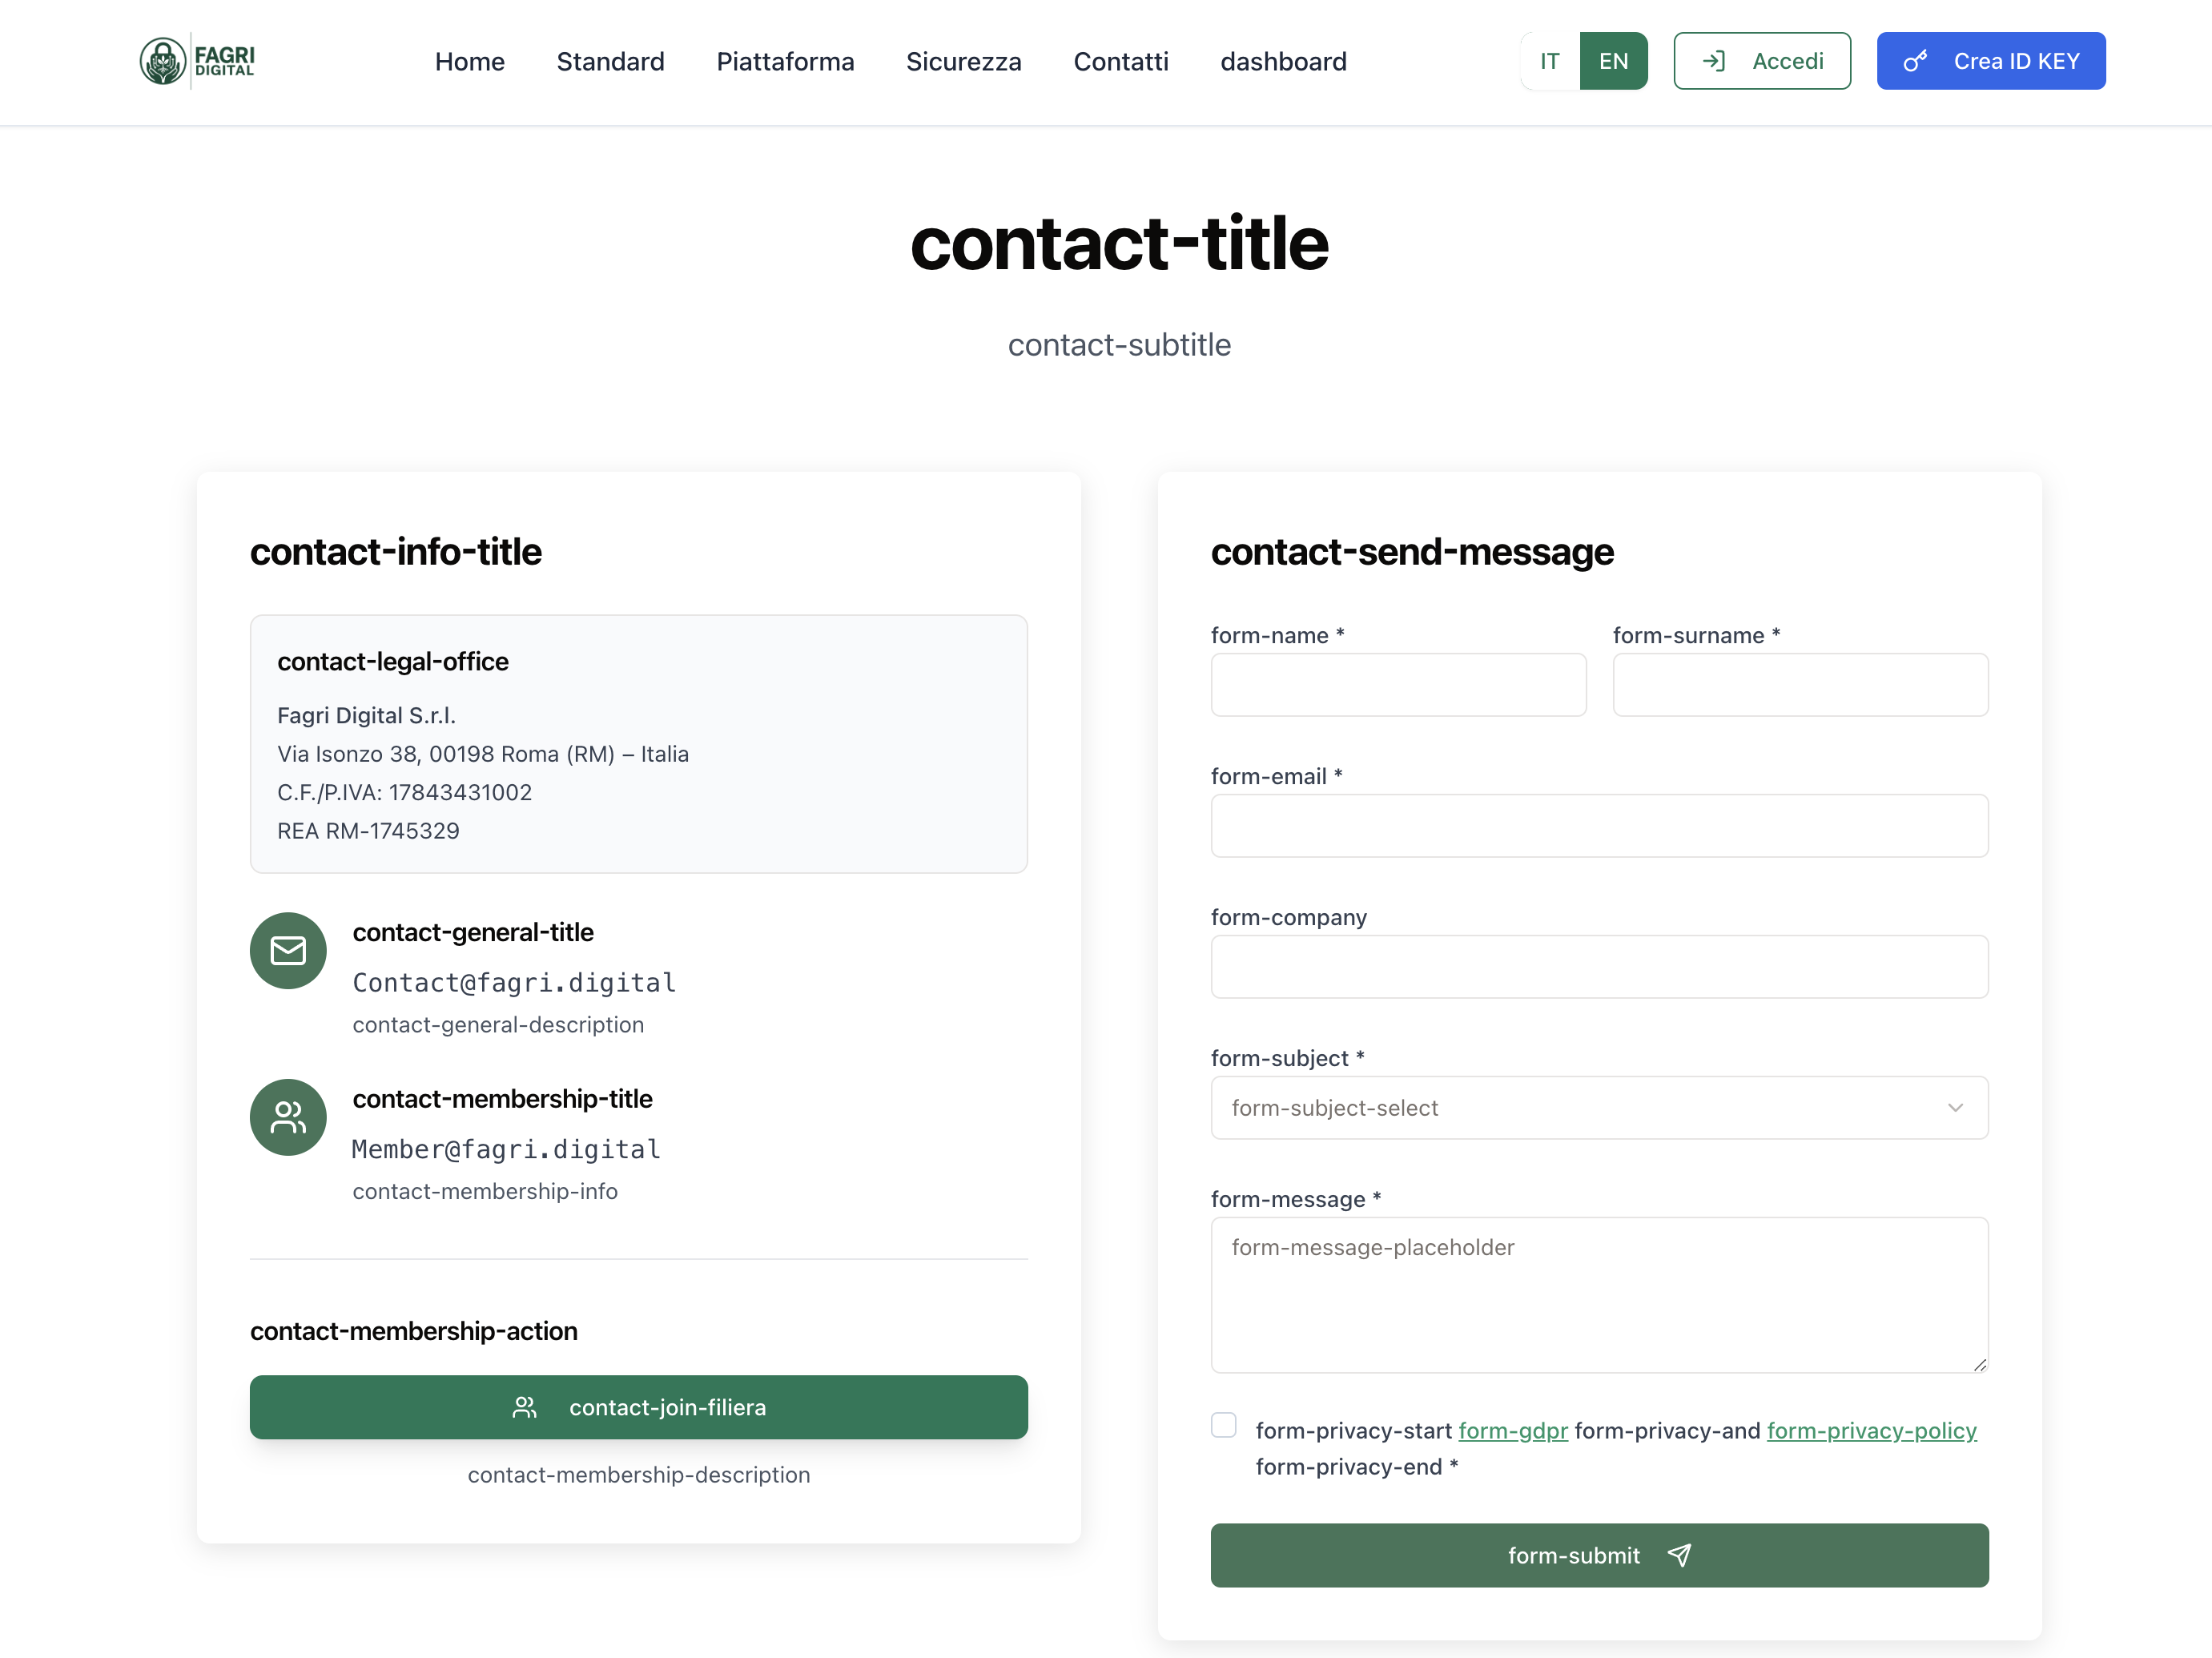 FAGRI
DIGITAL
Home
Standard
Piattaforma
Sicurezza
Contatti
dashboard
IT
EN
Accedi
Crea ID KEY
contact-title
contact-subtitle
contact-info-title
contact-legal-office
Fagri Digital S.r.l.
Via Isonzo 38, 00198 Roma (RM) – Italia
C.F./P.IVA: 17843431002
REA RM-1745329
contact-general-title
Contact@fagri.digital
contact-general-description
contact-membership-title
Member@fagri.digital
contact-membership-info
contact-membership-action
contact-join-filiera
contact-membership-description
contact-send-message
form-name *
form-surname *
form-email *
form-company
form-subject *
form-subject-select
form-message *
form-message-placeholder
form-privacy-start form-gdpr form-privacy-and form-privacy-policy
form-privacy-end *
form-submit